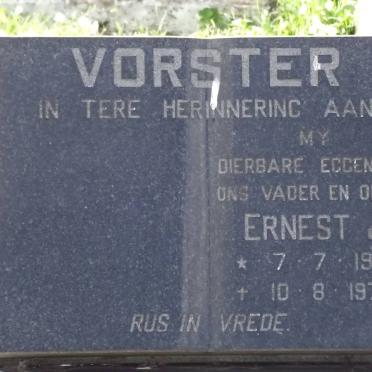 VORSTER
IN TERE HERINNERING AAN
MY
DIERBARE EGGEN
ONS VADER EN O
ERNEST J
* 7 7 19
+ 10 8 197
RUS IN VREDE.